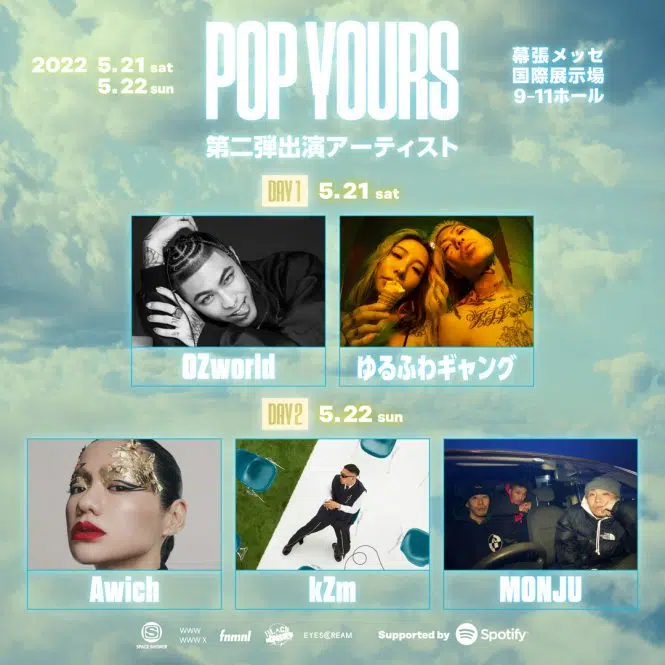 2022 5.21 sat
5.22 sun
POP YOURS
幕張メッセ
国際展示場
9-11ホール
第二弾出演アーティスト
DAY 1 5.21 sat
OZworld
ゆるふわギャング
DAY 2 5.22 sun
Awich
kZm
MONJU
SPACE SHOWER
WWW
WWW X
fnmnl
EYESCREAM
Supported by Spotify